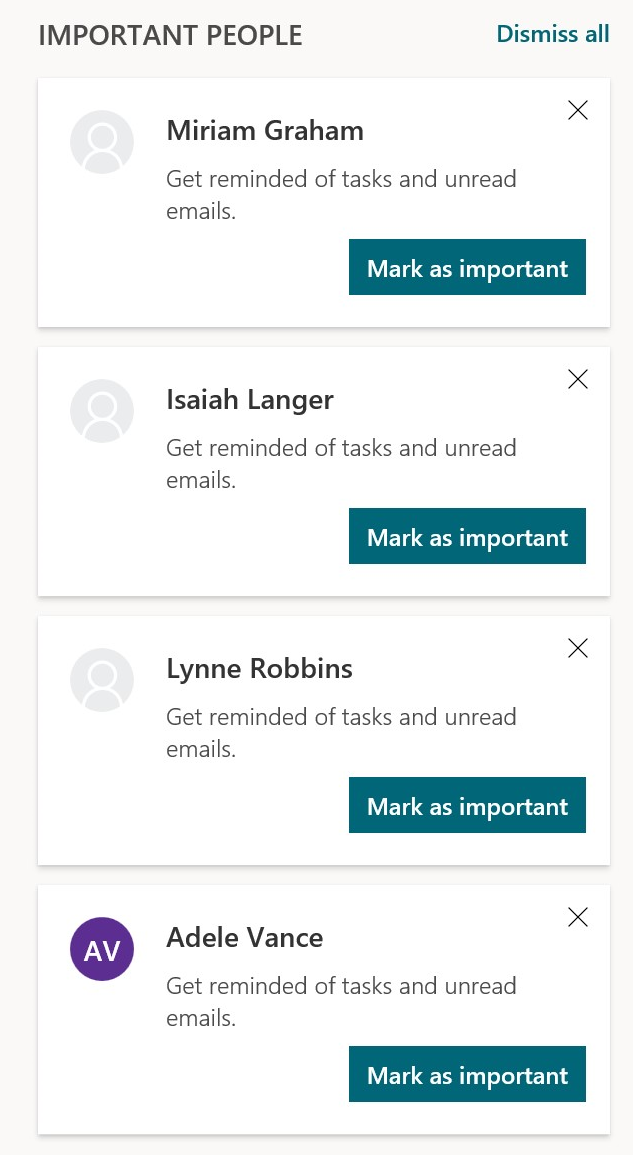 IMPORTANT PEOPLE
Dismiss all
Miriam Graham
Get reminded of tasks and unread
emails.
Mark as important
Isaiah Langer
Get reminded of tasks and unread
emails.
Mark as important
Lynne Robbins
Get reminded of tasks and unread
emails.
Mark as important
AV
Adele Vance
Get reminded of tasks and unread
emails.
Mark as important